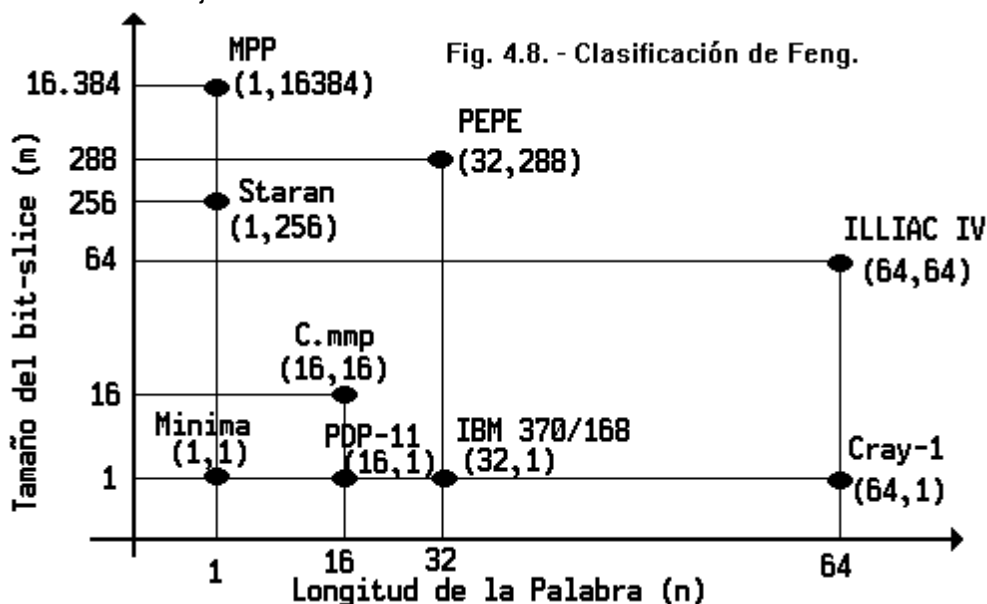 MPP
Fig. 4.8. - Clasificación de Feng.
16.384
(1,16384)
PEPE
288
(32,288)
256
Staran
(1,256)
ILLIAC IV
64
(64,64)
C.mmp
(16,16)
16
Minima
(1,1)
PDP-11
(16,1)
IBM 370/168
(32,1)
Cray-1
(64,1)
1
Tamaño del bit-slice (m)
1
16
32
64
Longitud de la Palabra (n)